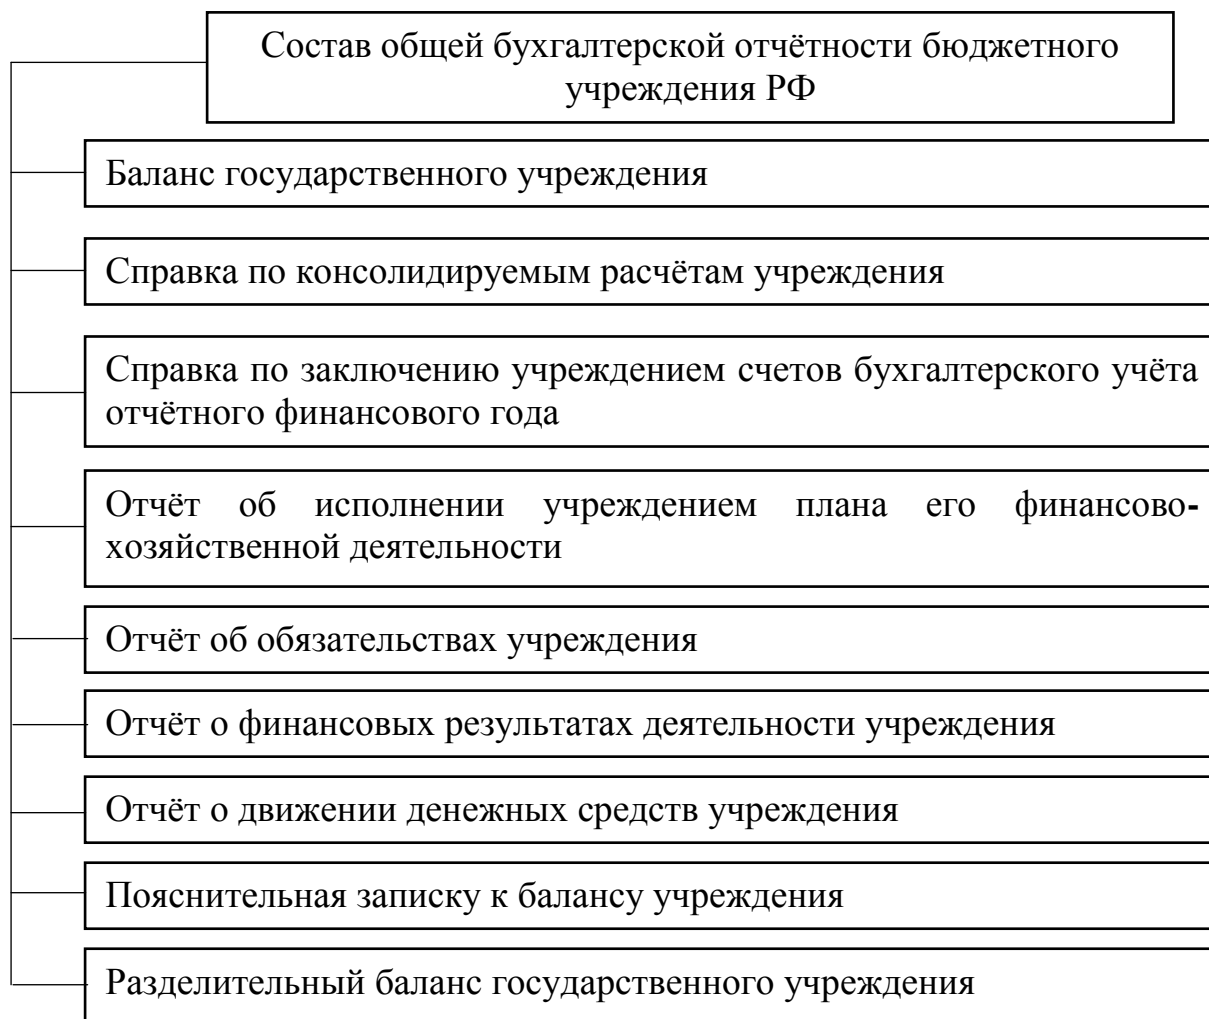 Состав общей бухгалтерской отчётности бюджетного
учреждения РФ
Баланс государственного учреждения
Справка по консолидируемым расчётам учреждения
Справка по заключению учреждением счетов бухгалтерского учёта
отчётного финансового года
Отчёт об исполнении учреждением плана его финансово-
хозяйственной деятельности
Отчёт об обязательствах учреждения
Отчёт о финансовых результатах деятельности учреждения
Отчёт о движении денежных средств учреждения
Пояснительная записку к балансу учреждения
Разделительный баланс государственного учреждения